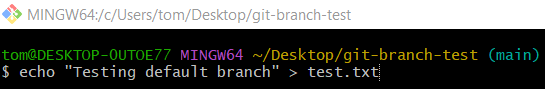 MINGW64:/c/Users/tom/Desktop/git-branch-test
tom@DESKTOP-OUTOE77 MINGW64 ~/Desktop/git-branch-test (main)
$ echo "Testing default branch" > test.txt